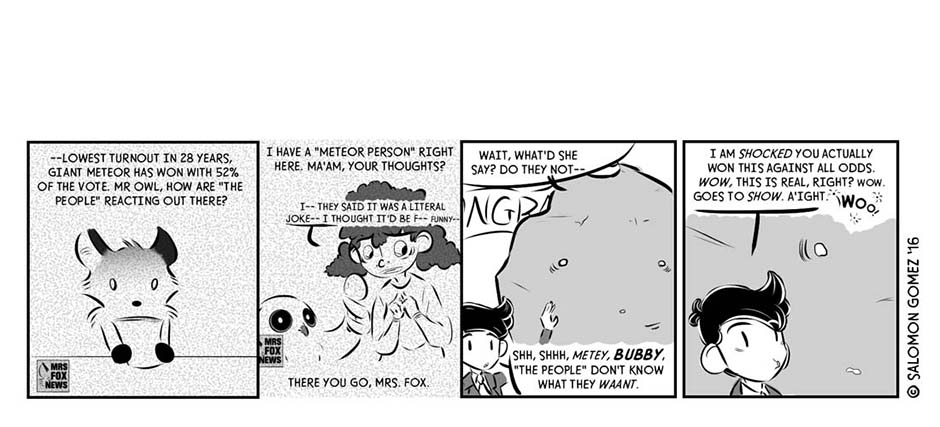 --LOWEST TURNOUT IN 28 YEARS,
GIANT METEOR HAS WON WITH 52%
OF THE VOTE. MR OWL, HOW ARE "THE
PEOPLE" REACTING OUT THERE?
MRS
FOX
NEWS
I HAVE A "METEOR PERSON" RIGHT
HERE. MA'AM, YOUR THOUGHTS?
I-- THEY SAID IT WAS A LITERAL
JOKE-- I THOUGHT IT'D BE F-- FUNNY--
MRS
FOX
NEWS
THERE YOU GO, MRS. FOX.
WAIT, WHAT'D SHE
SAY? DO THEY NOT--
SHH, SHHH, METEY, BUBBY,
"THE PEOPLE" DON'T KNOW
WHAT THEY WAANT.
I AM SHOCKED YOU ACTUALLY
WON THIS AGAINST ALL ODDS.
WOW, THIS IS REAL, RIGHT? WOW.
GOES TO SHOW. A'IGHT.
WOO!
© SALOMON GOMEZ '16